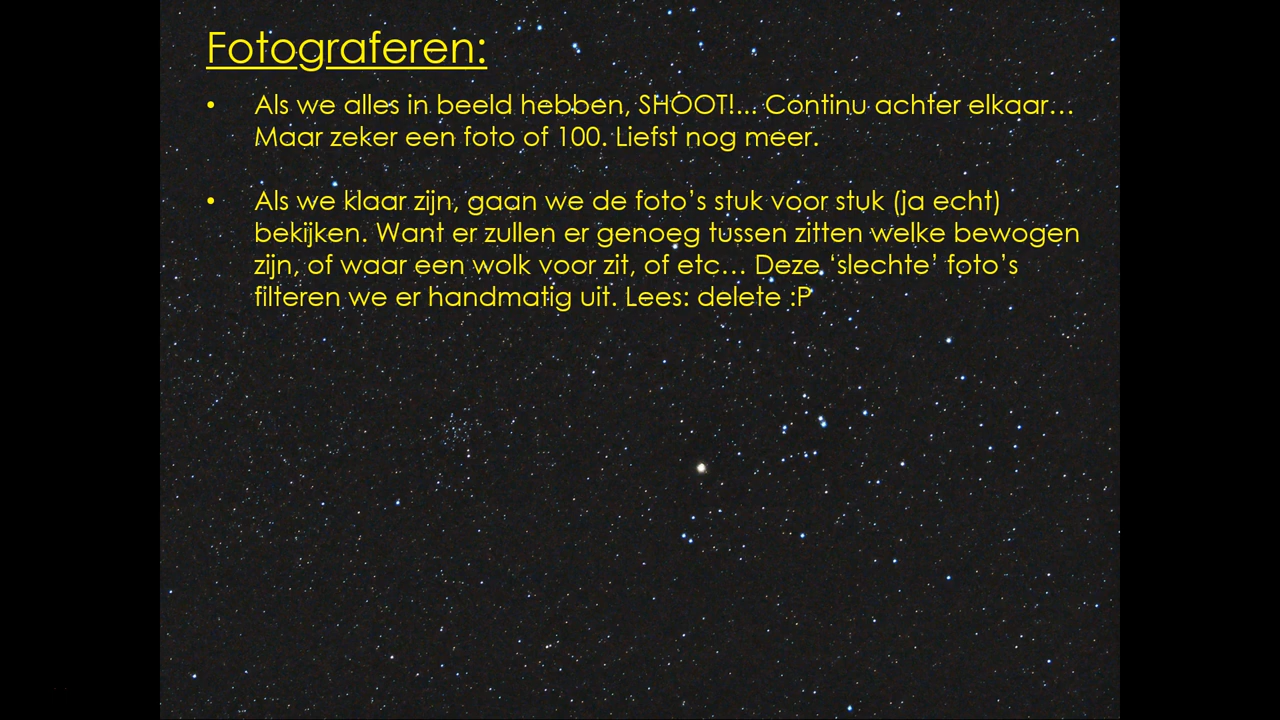 Fotograferen:
• Als we alles in beeld hebben, SHOOT!... Continu achter elkaar…
Maar zeker een foto of 100. Liefst nog meer.
• Als we klaar zijn, gaan we de foto’s stuk voor stuk (ja echt)
bekijken. Want er zullen er genoeg tussen zitten welke bewogen
zijn, of waar een wolk voor zit, of etc… Deze ‘slechte’ foto’s
filteren we er handmatig uit. Lees: delete :P